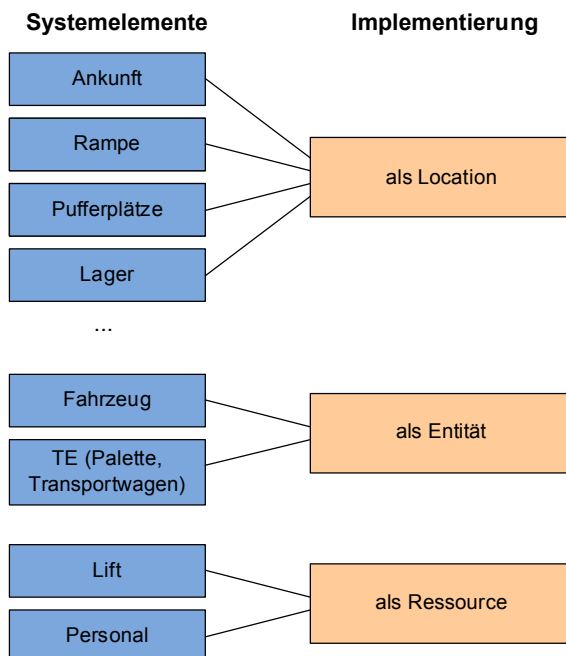 Systemelemente
Implementierung
Ankunft
Rampe
Pufferplätze
Lager
...
als Location
Fahrzeug
TE (Palette,
Transportwagen)
als Entität
Lift
Personal
als Ressource